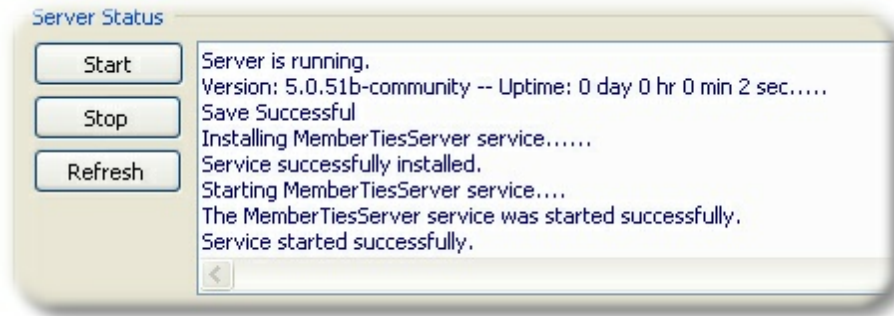 Server Status
Start
Stop
Refresh
Server is running.
Version: 5.0.51b-community -- Uptime: 0 day 0 hr 0 min 2 sec.....
Save Successful
Installing MemberTiesServer service......
Service successfully installed.
Starting MemberTiesServer service....
The MemberTiesServer service was started successfully.
Service started successfully.